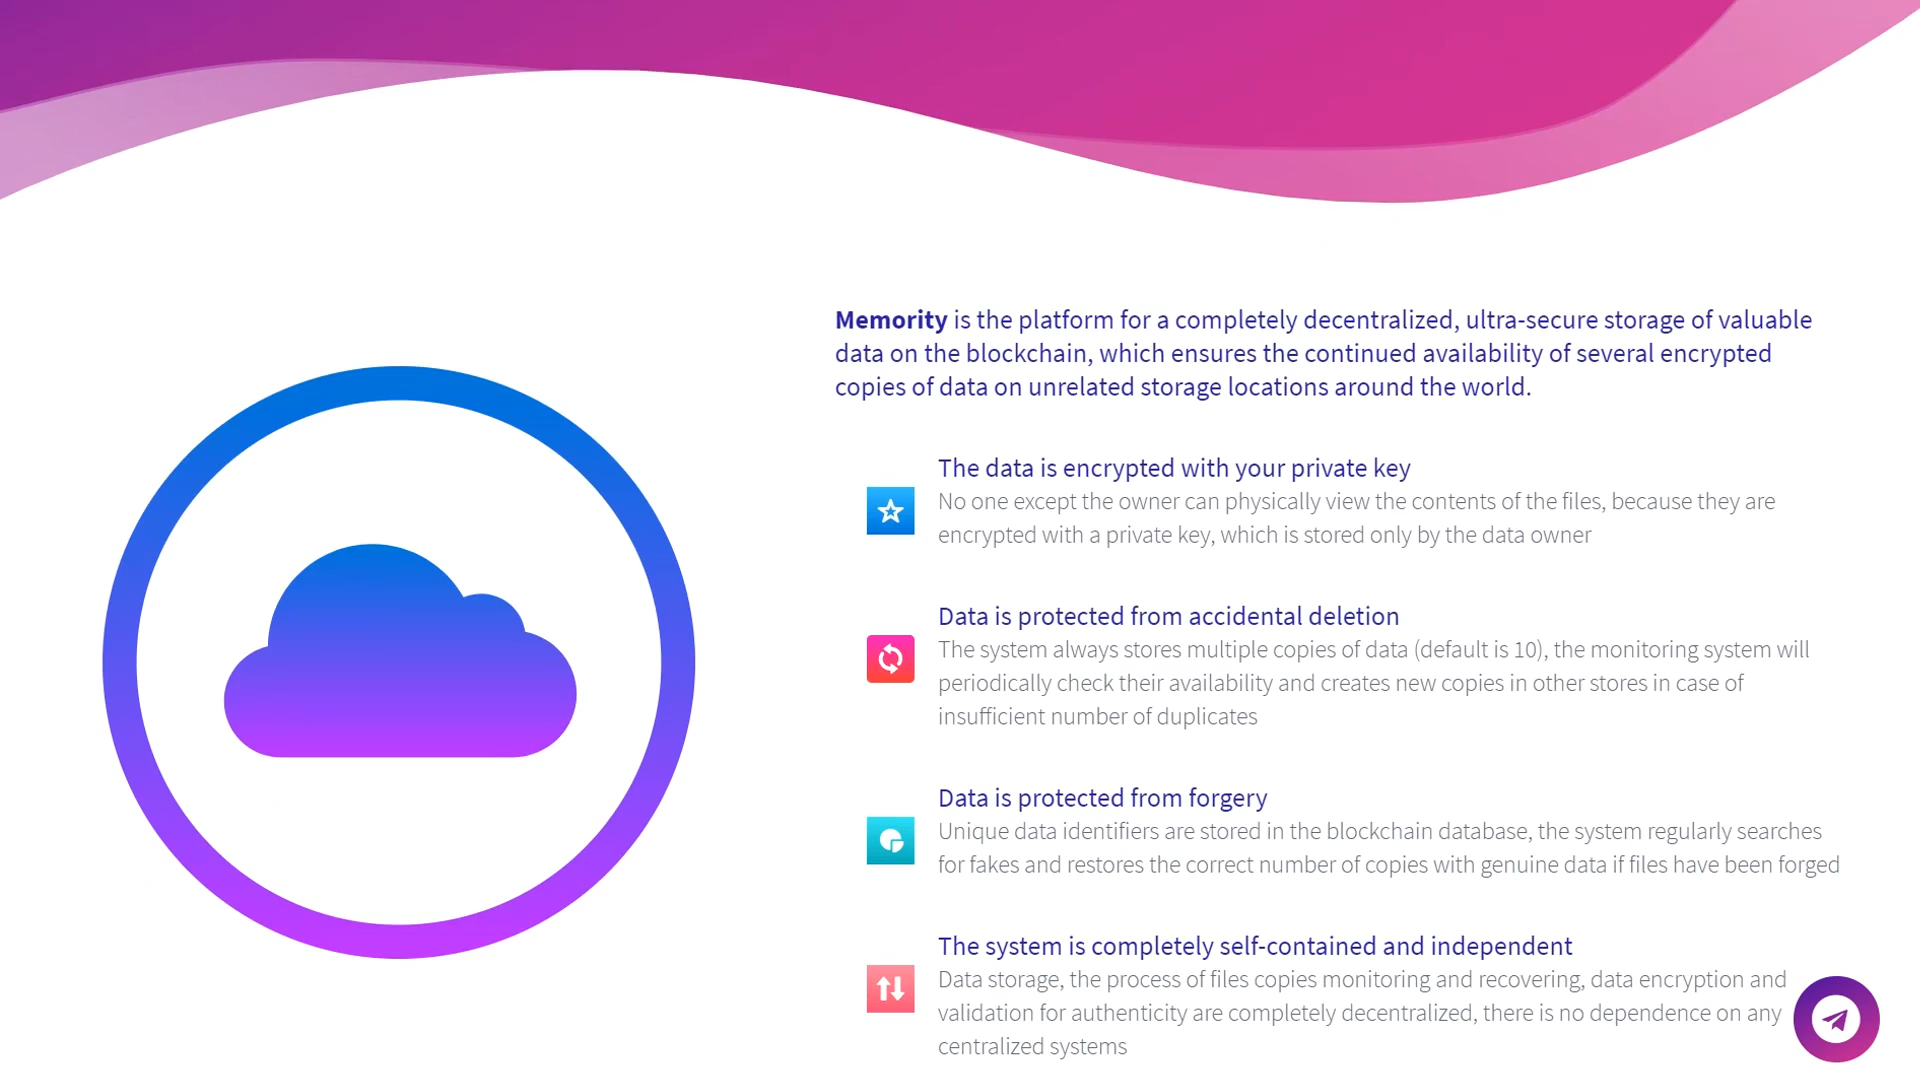 Memority is the platform for a completely decentralized, ultra-secure storage of valuable
data on the blockchain, which ensures the continued availability of several encrypted
copies of data on unrelated storage locations around the world.
The data is encrypted with your private key
No one except the owner can physically view the contents of the files, because they are
encrypted with a private key, which is stored only by the data owner
Data is protected from accidental deletion
The system always stores multiple copies of data (default is 10), the monitoring system will
periodically check their availability and creates new copies in other stores in case of
insufficient number of duplicates
Data is protected from forgery
Unique data identifiers are stored in the blockchain database, the system regularly searches
for fakes and restores the correct number of copies with genuine data if files have been forged
The system is completely self-contained and independent
Data storage, the process of files copies monitoring and recovering, data encryption and
validation for authenticity are completely decentralized, there is no dependence on any
centralized systems